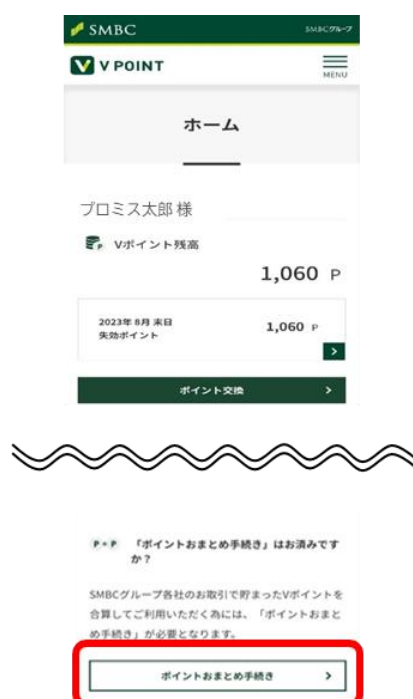 SMBC
SMBCグループ
V POINT
MENU
ホーム
プロミス太郎 様
Vポイント残高
1,060 P
2023年 8月 末日
失効ポイント
1,060 P
ポイント交換
P+P 「ポイントおまとめ手続き」はお済みです
か？
SMBCグループ各社のお取引で貯まったVポイントを
合算してご利用いただく為には、「ポイントおまと
め手続き」が必要となります。
ポイントおまとめ手続き